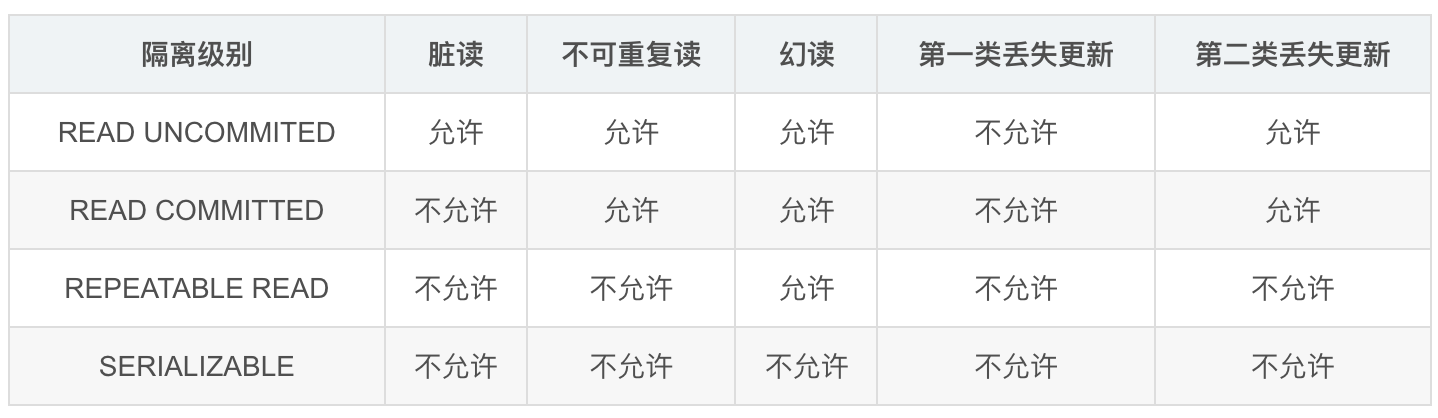 隔离级别 脏读 不可重复读 幻读 第一类丢失更新 第二类丢失更新
READ UNCOMMITED 允许 允许 允许 不允许 允许
READ COMMITTED 不允许 允许 允许 不允许 允许
REPEATABLE READ 不允许 不允许 允许 不允许 不允许
SERIALIZABLE 不允许 不允许 不允许 不允许 不允许